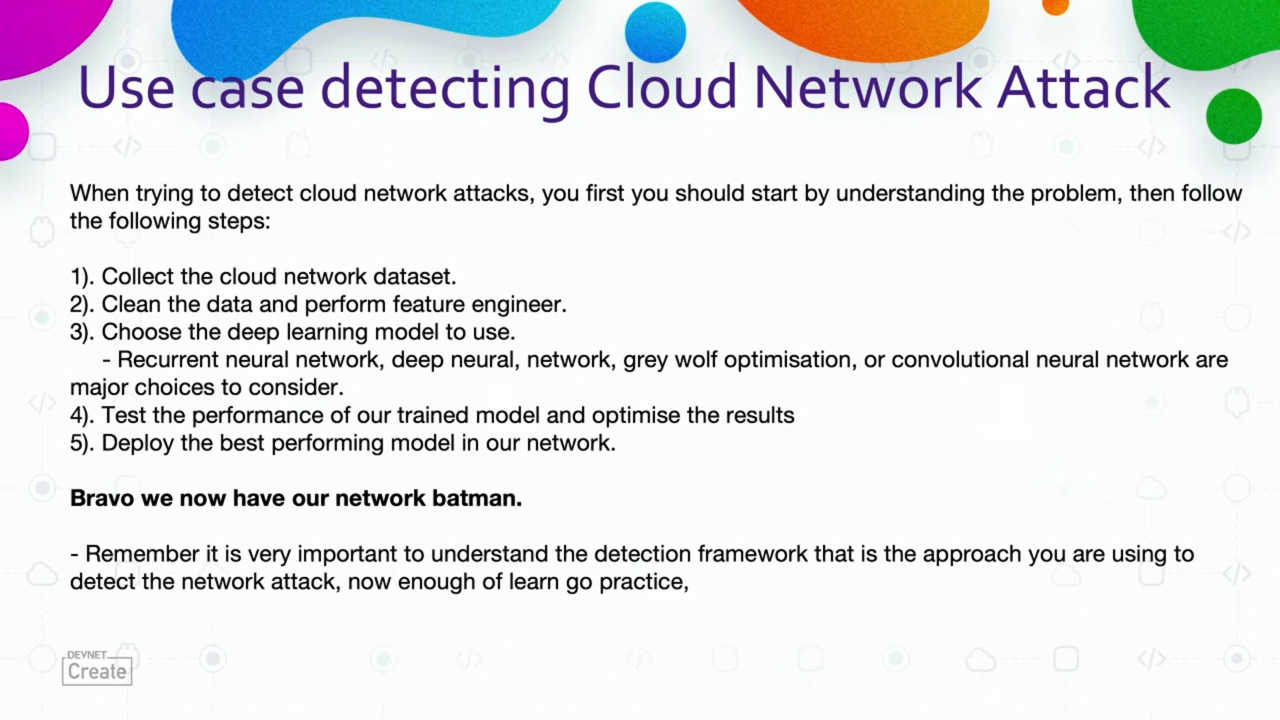 Use case detecting Cloud Network Attack
When trying to detect cloud network attacks, you first you should start by understanding the problem, then follow
the following steps:
1). Collect the cloud network dataset.
2). Clean the data and perform feature engineer.
3). Choose the deep learning model to use.
- Recurrent neural network, deep neural, network, grey wolf optimisation, or convolutional neural network are
major choices to consider.
4). Test the performance of our trained model and optimise the results
5). Deploy the best performing model in our network.
Bravo we now have our network batman.
- Remember it is very important to understand the detection framework that is the approach you are using to
detect the network attack, now enough of learn go practice,
DEVNET
Create